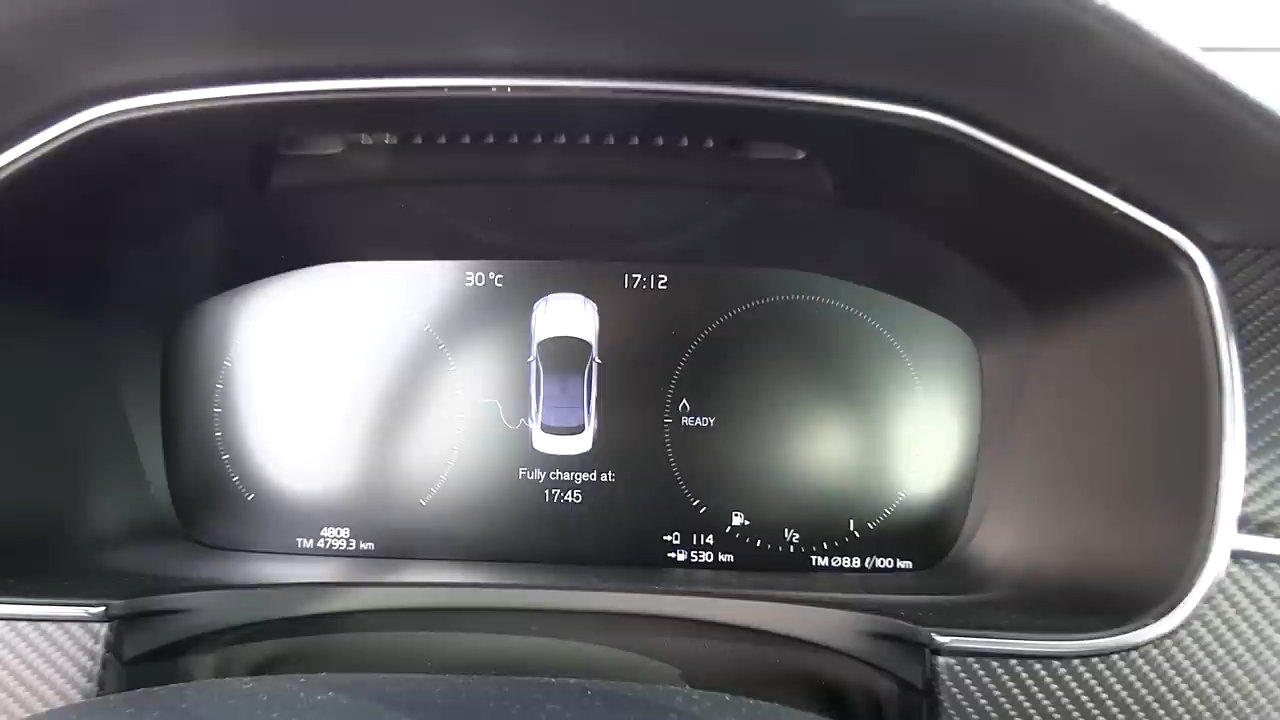 30°C 17:12
READY
Fully charged at:
17:45
4808
TM 4799.3 km
114
530 km
1/2
TM Ø8.8 ℓ/100 km